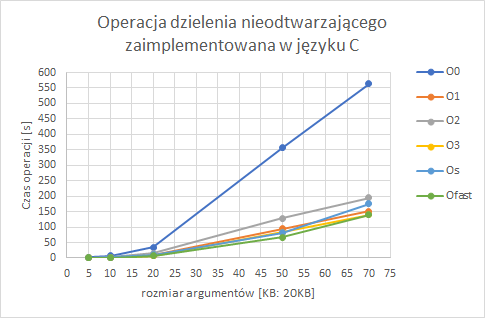 Operacja dzielenia nieodtwarzającego
zaimplementowana w języku C
Czas operacji [s]
600
550
500
450
400
350
300
250
200
150
100
50
0
0 5 10 15 20 25 30 35 40 45 50 55 60 65 70 75
rozmiar argumentów [KB: 20KB]
O0
O1
O2
O3
Os
Ofast